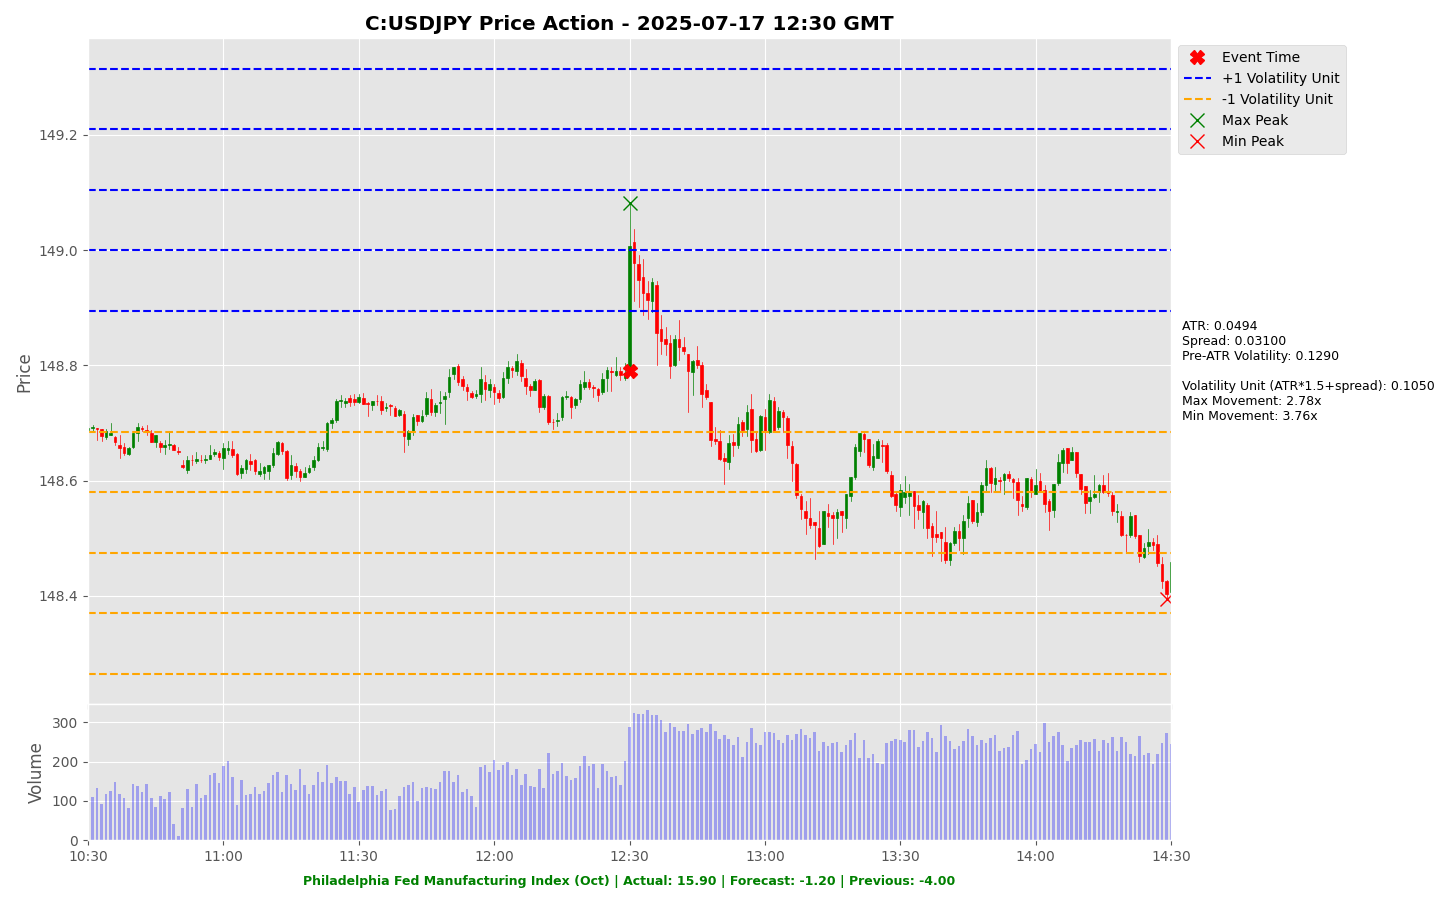 C:USDJPY Price Action - 2025-07-17 12:30 GMT
Event Time
+1 Volatility Unit
-1 Volatility Unit
Max Peak
Min Peak
Price
149.2
149.0
148.8
148.6
148.4
ATR: 0.0494
Spread: 0.03100
Pre-ATR Volatility: 0.1290
Volatility Unit (ATR*1.5+spread): 0.1050
Max Movement: 2.78x
Min Movement: 3.76x
Volume
300
200
100
0
10:30 11:00 11:30 12:00 12:30 13:00 13:30 14:00 14:30
Philadelphia Fed Manufacturing Index (Oct) | Actual: 15.90 | Forecast: -1.20 | Previous: -4.00